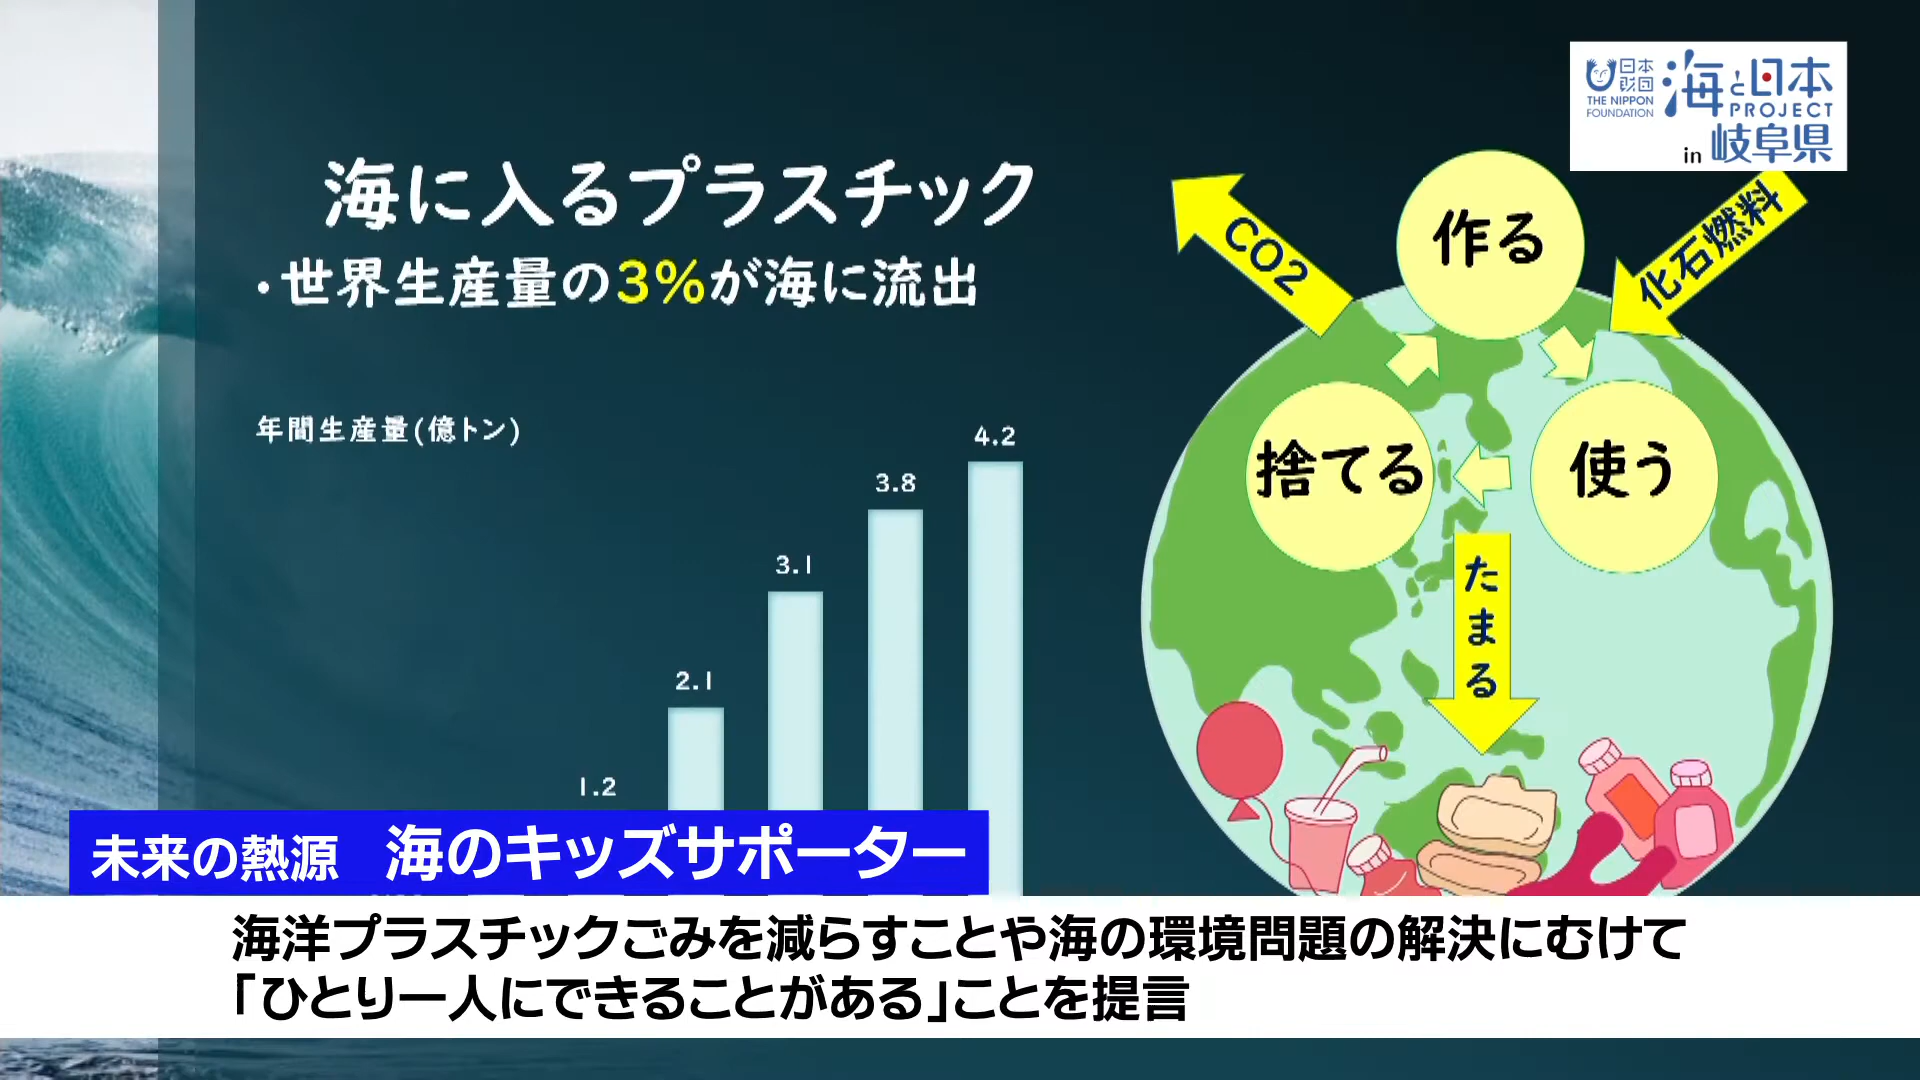 日本
財団
THE NIPPON
FOUNDATION
海と日本
PROJECT
in 岐阜県
海に入るプラスチック
・世界生産量の3%が海に流出
年間生産量(億トン)
1.2
2.1
3.1
3.8
4.2
CO2
化石燃料
作る
捨てる
使う
たまる
未来の熱源 海のキッズサポーター
海洋プラスチックごみを減らすことや海の環境問題の解決にむけて
「ひとり一人にできることがある」ことを提言